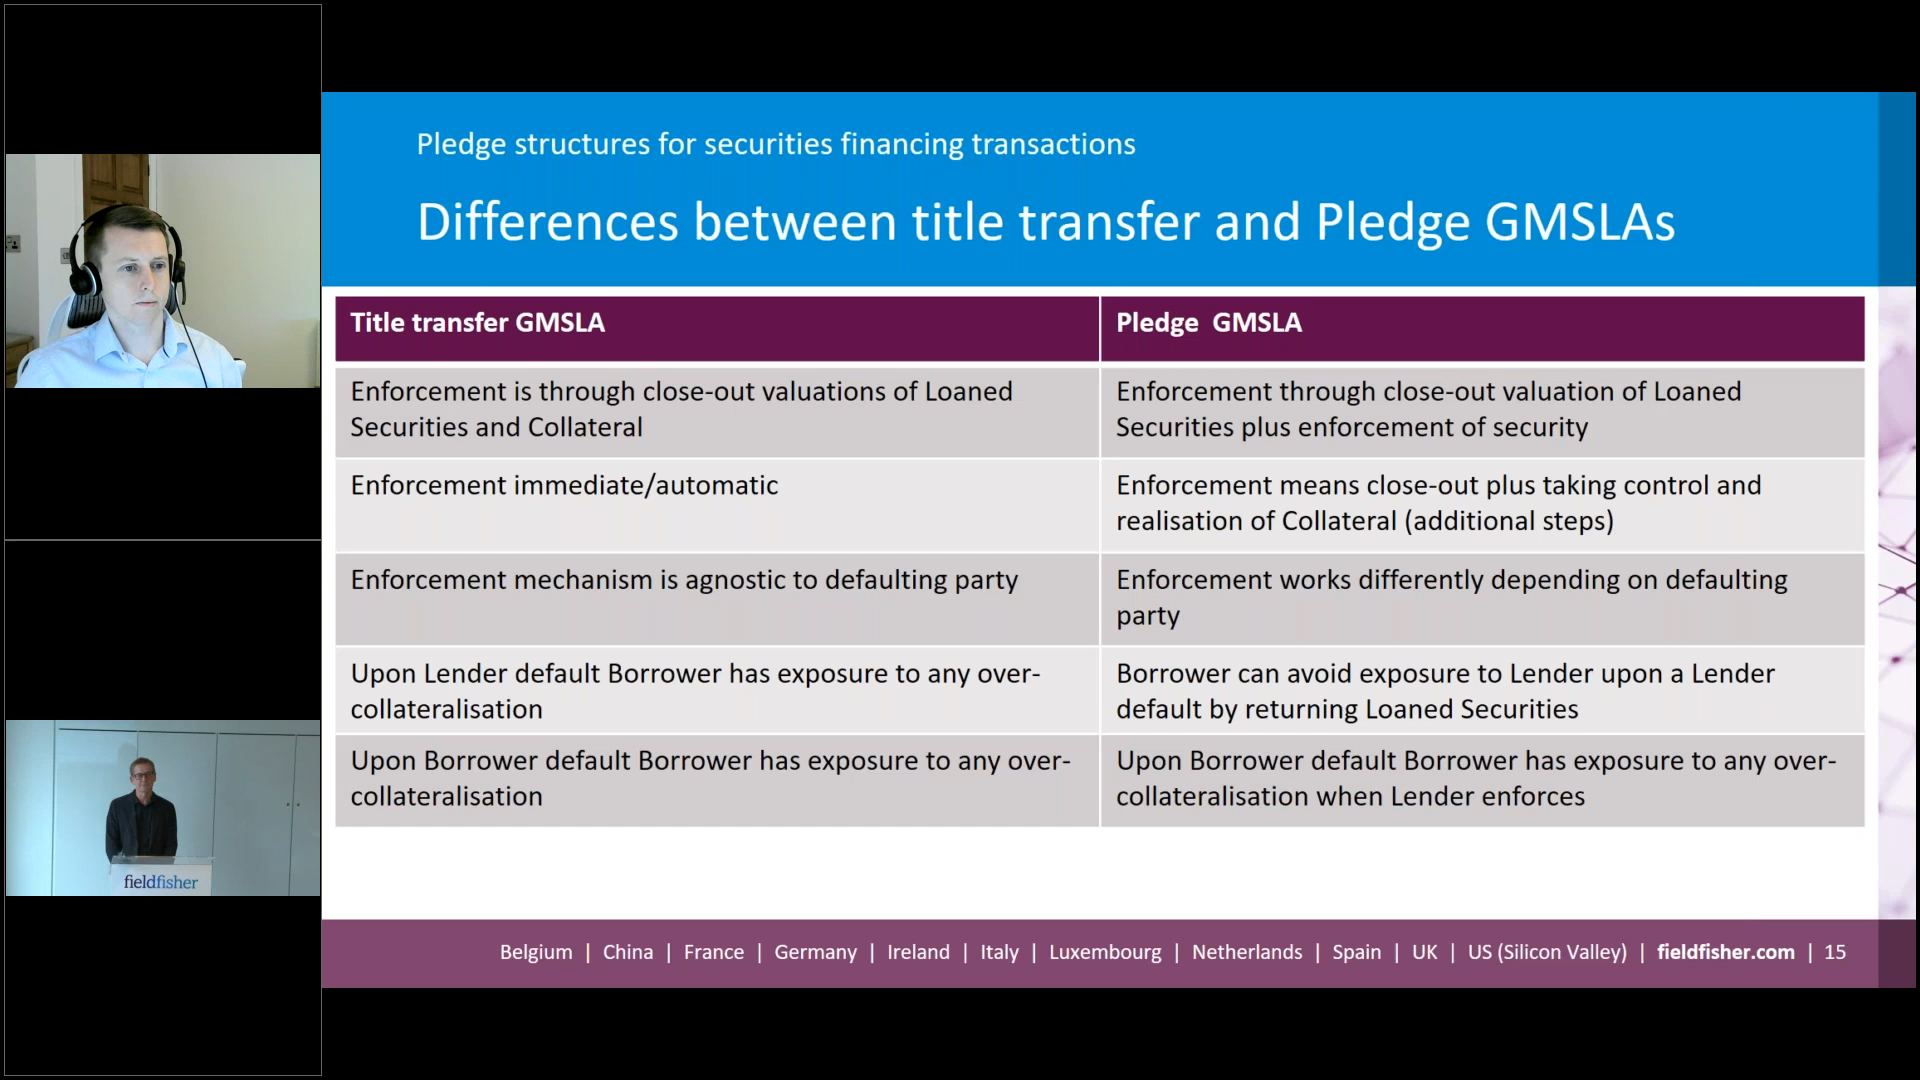 Pledge structures for securities financing transactions
Differences between title transfer and Pledge GMSLAs
Title transfer GMSLA
Pledge  GMSLA
Enforcement is through close-out valuations of Loaned
Securities and Collateral
Enforcement through close-out valuation of Loaned
Securities plus enforcement of security
Enforcement immediate/automatic
Enforcement means close-out plus taking control and
realisation of Collateral (additional steps)
Enforcement mechanism is agnostic to defaulting party
Enforcement works differently depending on defaulting
party
Upon Lender default Borrower has exposure to any over-
collateralisation
Borrower can avoid exposure to Lender upon a Lender
default by returning Loaned Securities
Upon Borrower default Borrower has exposure to any over-
collateralisation
Upon Borrower default Borrower has exposure to any over-
collateralisation when Lender enforces
fieldfisher
Belgium | China | France | Germany | Ireland | Italy | Luxembourg | Netherlands | Spain | UK | US (Silicon Valley) | fieldfisher.com | 15